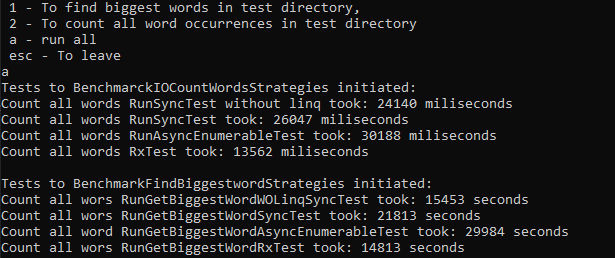 1 - To find biggest words in test directory,
2 - To count all word occurrences in test directory
a - run all
esc - To leave
a
Tests to BenchmarckIOCountWordsStrategies initiated:
Count all words RunSyncTest without linq took: 24140 miliseconds
Count all words RunSyncTest took: 26047 miliseconds
Count all words RunAsyncEnumerableTest took: 30188 miliseconds
Count all words RxTest took: 13562 miliseconds

Tests to BenchmarkFindBiggestwordStrategies initiated:
Count all wors RunGetBiggestWordWOLinqSyncTest took: 15453 seconds
Count all wors RunGetBiggestWordSyncTest took: 21813 seconds
Count all word RunGetBiggestWordAsyncEnumerableTest took: 29984 seconds
Count all wors RunGetBiggestWordRxTest took: 14813 seconds